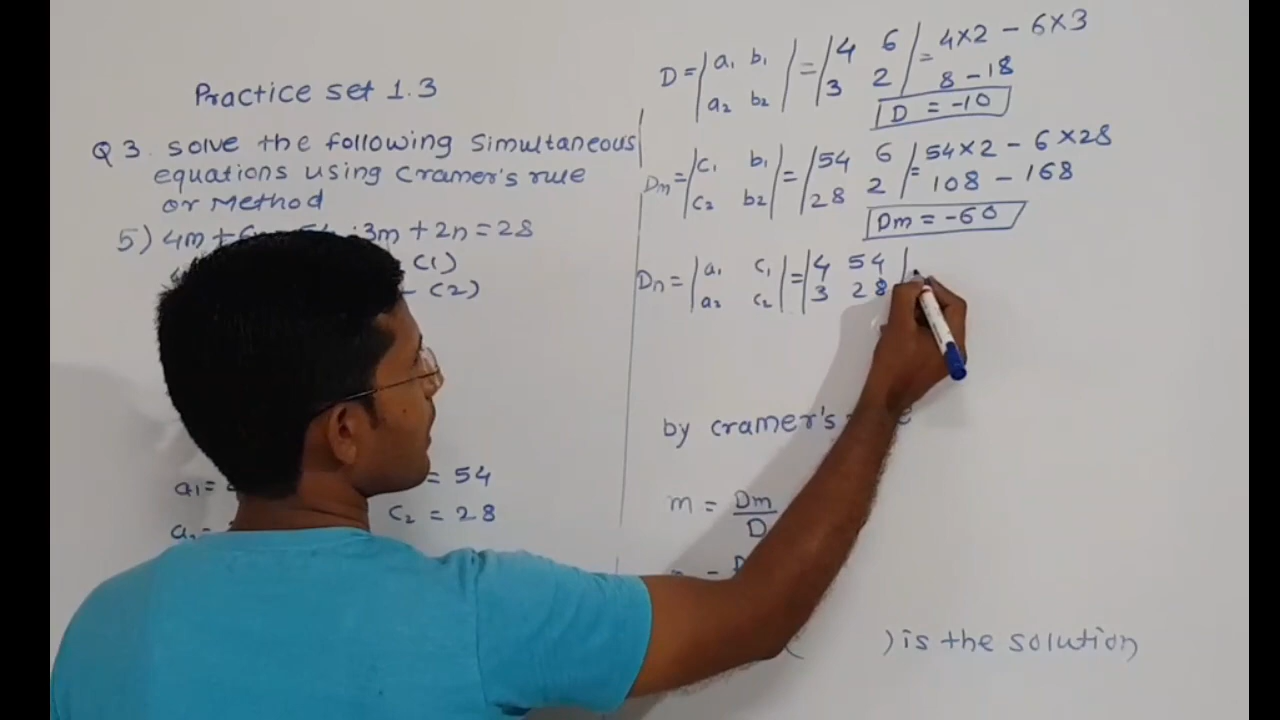 Practice set 1.3
Q 3. solve the following simultaneous
equations using Cramer's rule
or Method
5) 4m + 3m + 2n = 28
C1)
C2)
a1 = = 54
C2 = 28
D = | a1 b1 | = | 4 6 | = 4×2 - 6×3
| a2 b2 | | 3 2 | 8 - 18
D = -10
Dm = | c1 b1 | = | 54 6 | = 54×2 - 6×28
| c2 b2 | | 28 2 | 108 - 168
Dm = -60
Dn = | a1 c1 | = | 4 54 |
| a2 c2 | | 3 28
by cramer's
m = Dm
D
( ) is the solution